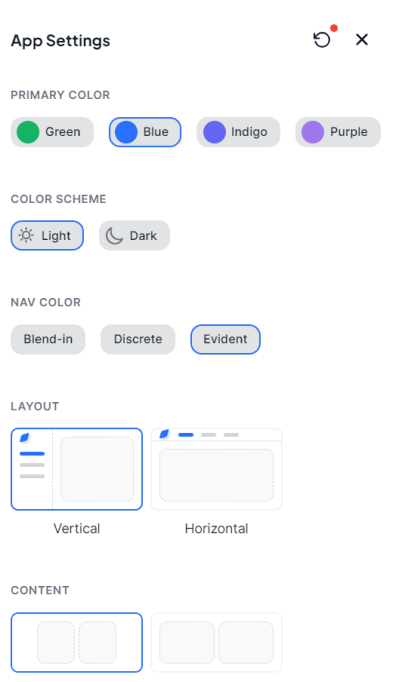 App Settings
PRIMARY COLOR
Green Blue Indigo Purple
COLOR SCHEME
Light Dark
NAV COLOR
Blend-in Discrete Evident
LAYOUT
Vertical Horizontal
CONTENT